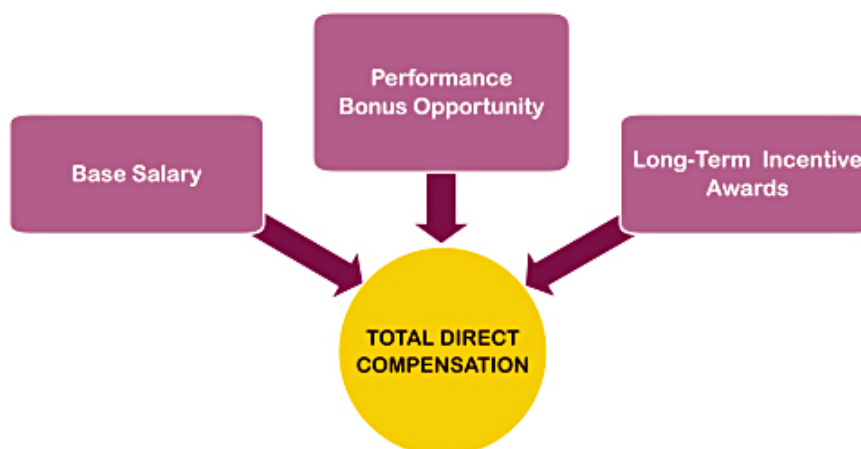 Performance
Bonus Opportunity
Base Salary
Long-Term Incentive
Awards
TOTAL DIRECT
COMPENSATION